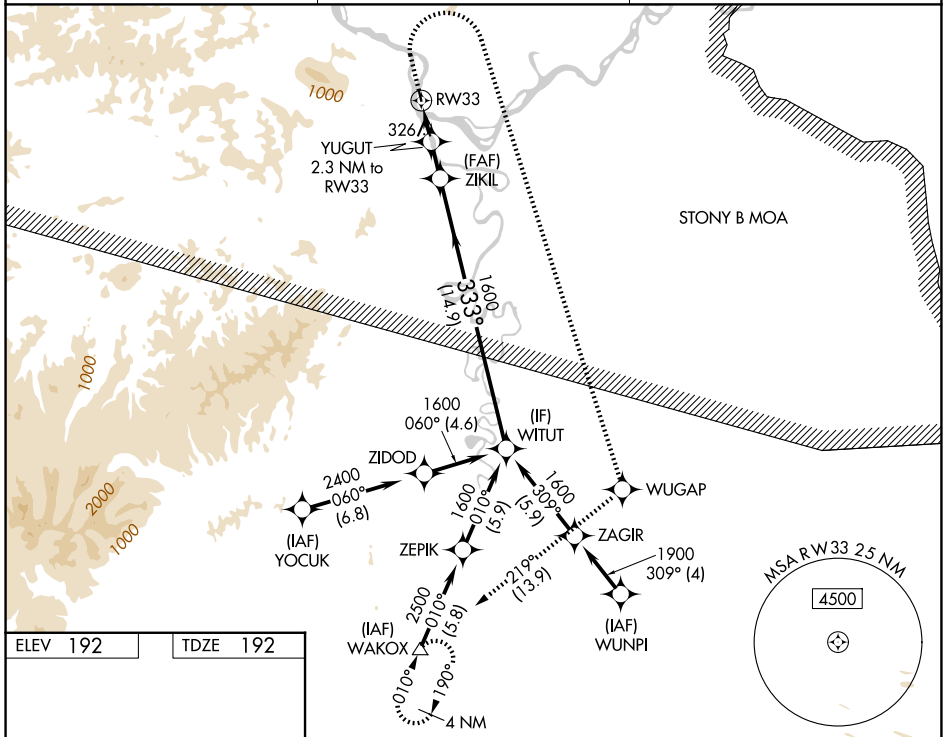 1000
RW33
326°
YUGUT
2.3 NM to
RW33
(FAF)
ZIKIL
STONY B MOA
1600
333°
(14.9)
1000
1600
060° (4.6)
(IF)
WITUT
ZIDOD
2400
060°
(6.8)
WUGAP
2000
1000
(IAF)
YOCUK
1600
010°
(5.9)
1600
309°
(5.9)
ZEPIK
ZAGIR
1900
309° (4)
219°
(13.9)
2500
010°
(5.8)
(IAF)
WUNPI
MSA RW33 25 NM
4500
(IAF)
WAKOX
ELEV 192
TDZE 192
010°
190°
4 NM